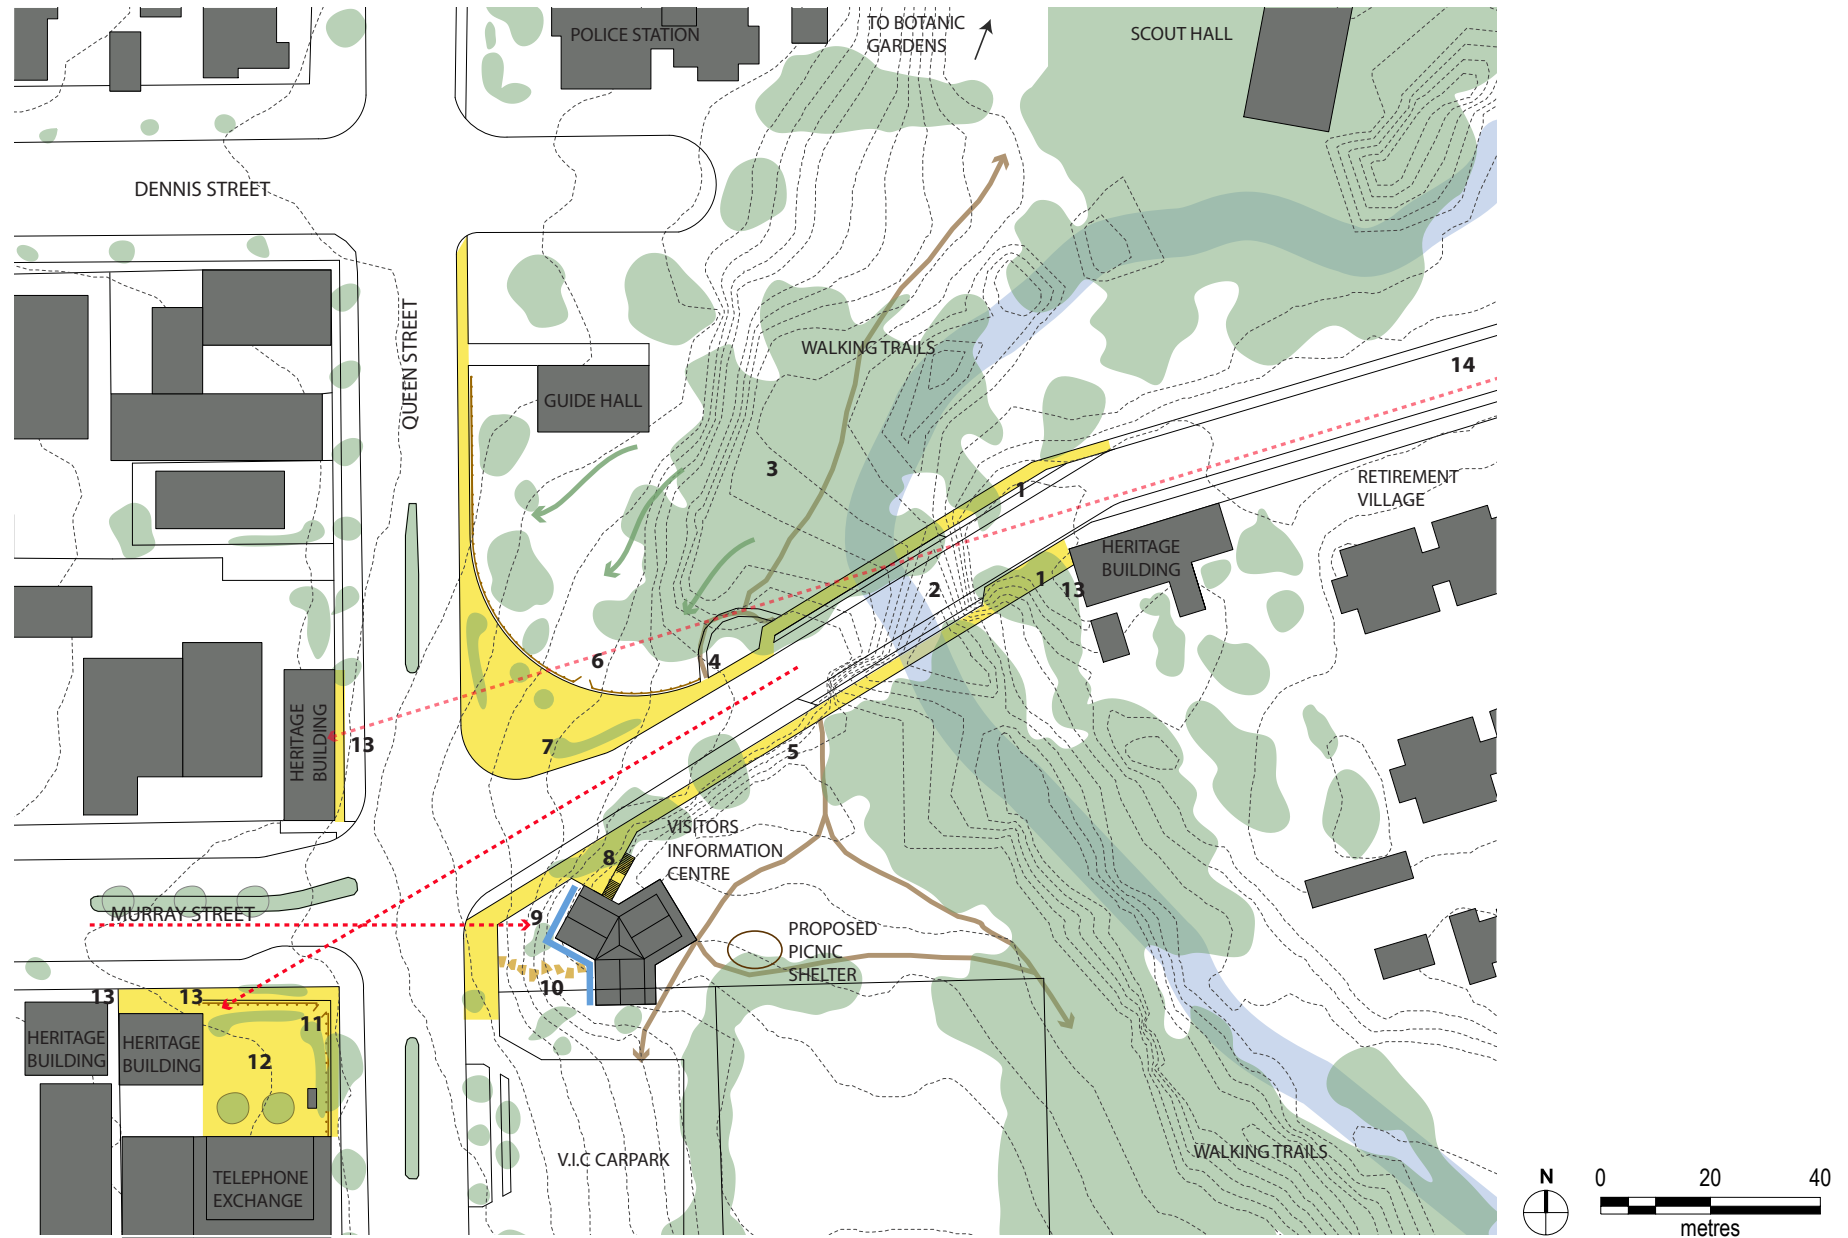 POLICE STATION
TO BOTANIC
GARDENS
SCOUT HALL
DENNIS STREET
QUEEN STREET
WALKING TRAILS
14
GUIDE HALL
3
1
RETIREMENT
VILLAGE
HERITAGE
BUILDING
2
1
13
6
4
HERITAGE
BUILDING
13
7
5
VISITORS
INFORMATION
CENTRE
8
MURRAY STREET
9
PROPOSED
PICNIC
SHELTER
10
13
13
11
HERITAGE
BUILDING
HERITAGE
BUILDING
12
V.I.C CARPARK
WALKING TRAILS
TELEPHONE
EXCHANGE
N
0 20 40
metres